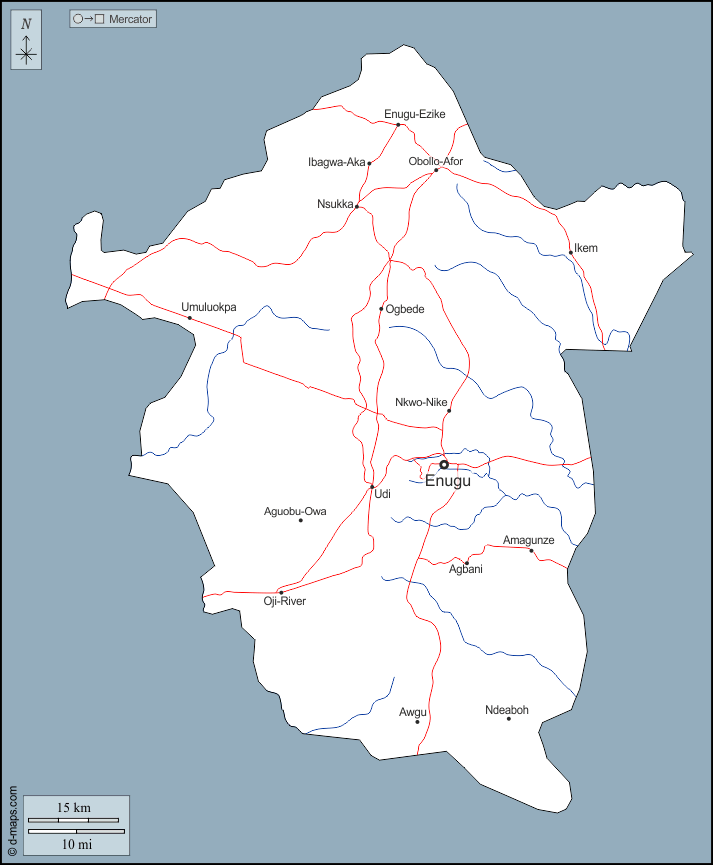 N
Mercator
Enugu-Ezike
Ibagwa-Aka
Obollo-Afor
Nsukka
Ikem
Umuluokpa
Ogbede
Nkwo-Nike
Enugu
Udi
Aguobu-Owa
Amagunze
Agbani
Oji-River
Awgu
Ndeaboh
15 km
10 mi
© d-maps.com